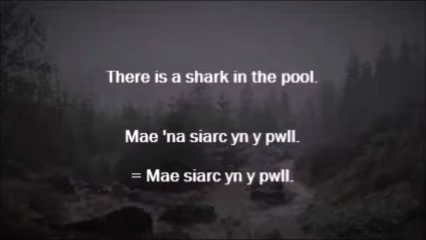 There is a shark in the pool.
Mae 'na siarc yn y pwll.
= Mae siarc yn y pwll.